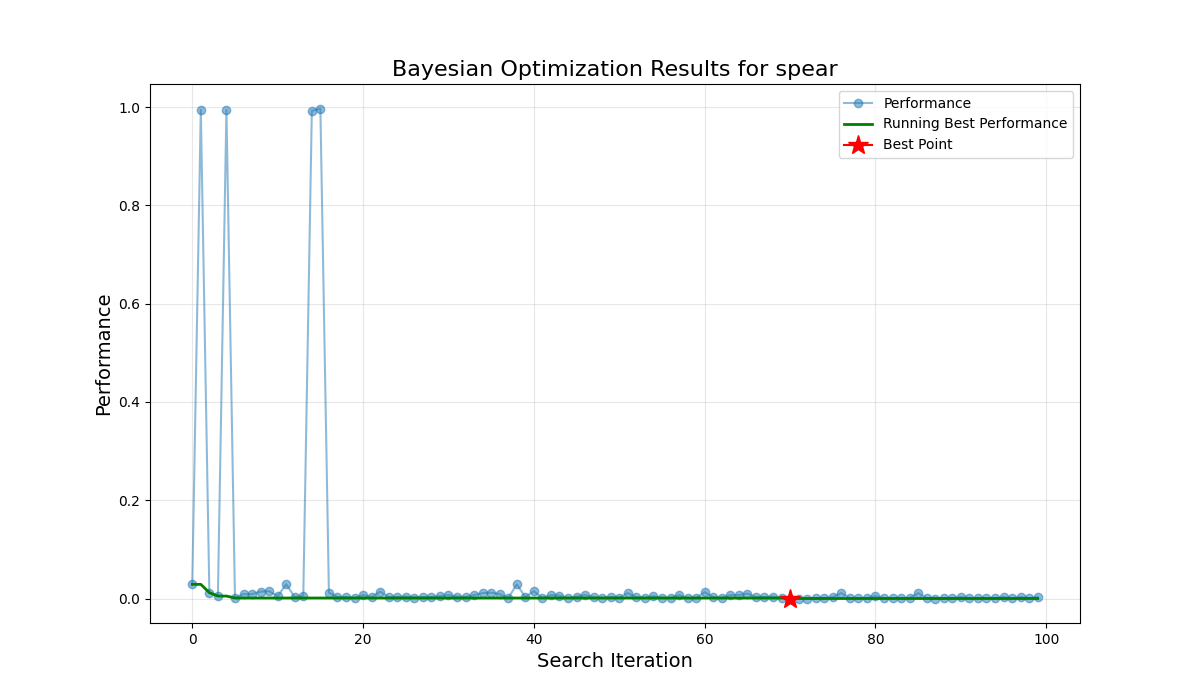 Bayesian Optimization Results for spear
Performance
Running Best Performance
Best Point
Performance
1.0
0.8
0.6
0.4
0.2
0.0
0
20
40
60
80
100
Search Iteration